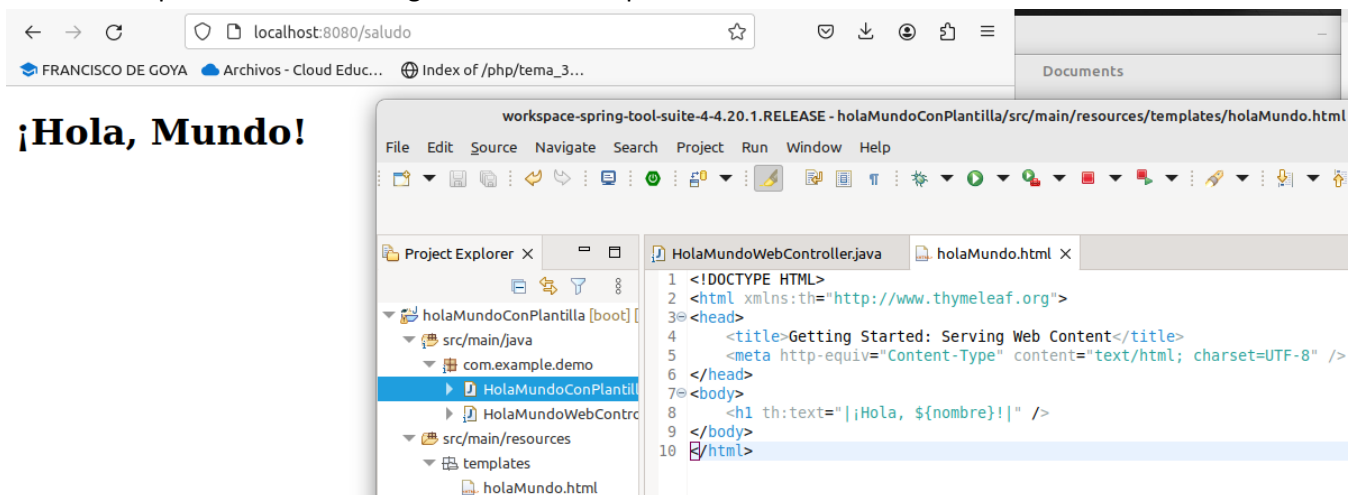 localhost:8080/saludo
FRANCISCO DE GOYA Archivos - Cloud Educ... Index of /php/tema_3...
Documents
¡Hola, Mundo!
workspace-spring-tool-suite-4-4.20.1.RELEASE - holaMundoConPlantilla/src/main/resources/templates/holaMundo.html
File Edit Source Navigate Search Project Run Window Help
Project Explorer
HolaMundoWebController.java holaMundo.html
holaMundoConPlantilla [boot] [
src/main/java
com.example.demo
HolaMundoConPlantill
HolaMundoWebContro
src/main/resources
templates
holaMundo.html
1 <!DOCTYPE HTML>
2 <html xmlns:th="http://www.thymeleaf.org">
3 <head>
4 <title>Getting Started: Serving Web Content</title>
5 <meta http-equiv="Content-Type" content="text/html; charset=UTF-8" />
6 </head>
7 <body>
8 <h1 th:text="|¡Hola, ${nombre}!|" />
9 </body>
10 </html>